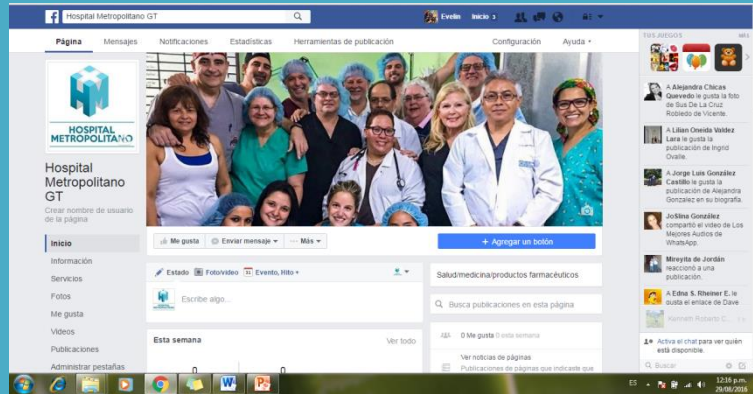 Hospital Metropolitano GT
Evelin
Inicio 3
Página
Mensajes
Notificaciones
Estadísticas
Herramientas de publicación
Configuración
Ayuda
TUS JUEGOS
MÁS
HOSPITAL
METROPOLITANO
Hospital
Metropolitano
GT
Crear nombre de usuario
de la página
Inicio
Información
Servicios
Fotos
Me gusta
Videos
Publicaciones
Administrar pestañas
Me gusta
Enviar mensaje
Más
+ Agregar un botón
Estado
Foto/video
Evento, Hito +
Escribe algo...
Esta semana
Ver todo
0
0
Salud/medicina/productos farmacéuticos
Busca publicaciones en esta página
0 Me gusta 0 esta semana
Ver noticias de páginas
Publicaciones de páginas que indicaste que
A Alejandra Chicas
Quevedo le gusta la foto
de Sus De La Cruz
Robledo de Vicente.
A Lilian Oneida Valdez
Lara le gusta la
publicación de Ingrid
Ovalle.
A Jorge Luis González
Castillo le gusta la
publicación de Alejandra
Gonzalez en su biografía.
JoSlina González
compartió el video de Los
Mejores Audios de
WhatsApp.
Mireyita de Jordán
reaccionó a una
publicación.
A Edna S. Rheiner E. le
gusta el enlace de Dave
Kenneth Roberto C...
Activa el chat para ver quién
está disponible.
Buscar
ES
12:16 p.m.
29/06/2016